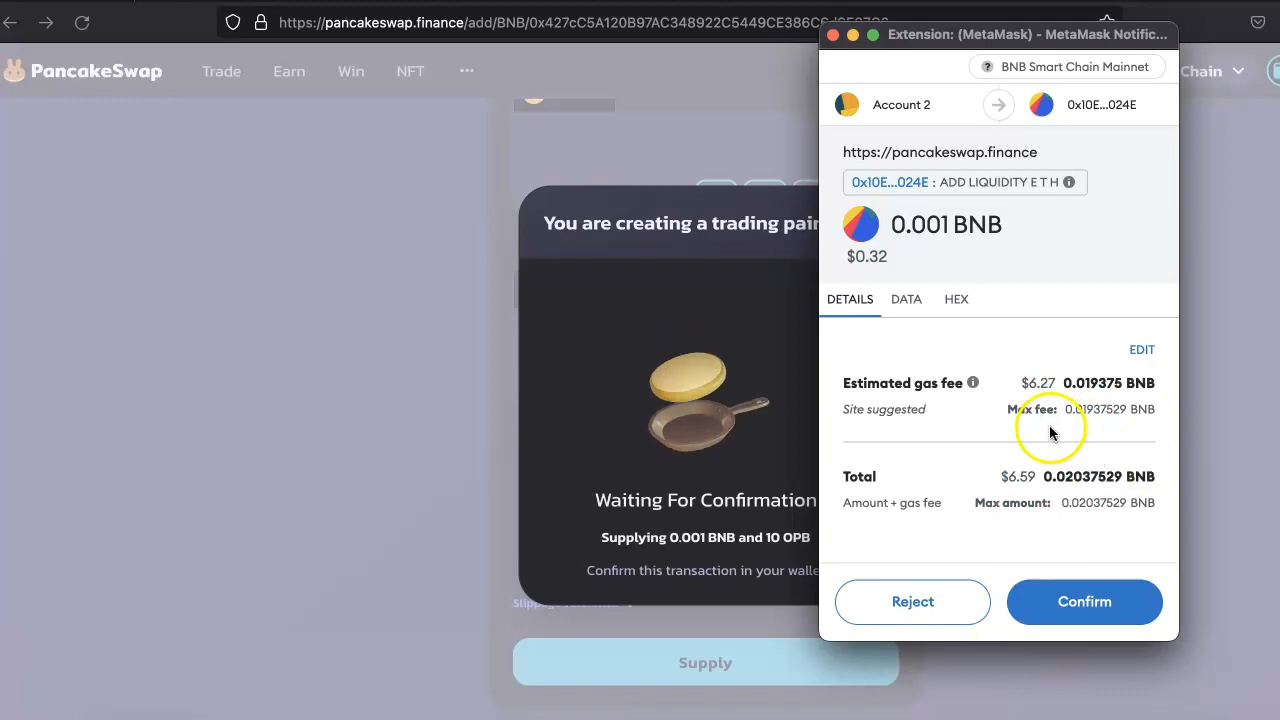 https://pancakeswap.finance/add/BNB/0x427cC5A120B97AC348922C5449CE386C
Extension: (MetaMask) - MetaMask Notific...
PancakeSwap
Trade
Earn
Win
NFT
Chain
BNB Smart Chain Mainnet
Account 2
0x10E...024E
https://pancakeswap.finance
0x10E...024E : ADD LIQUIDITY E T H
0.001 BNB
$0.32
You are creating a trading pair
DETAILS
DATA
HEX
EDIT
Estimated gas fee
$6.27 0.019375 BNB
Site suggested
Max fee: 0.01937529 BNB
Total
$6.59 0.02037529 BNB
Amount + gas fee
Max amount: 0.02037529 BNB
Waiting For Confirmation
Supplying 0.001 BNB and 10 OPB
Confirm this transaction in your walle
Reject
Confirm
Supply